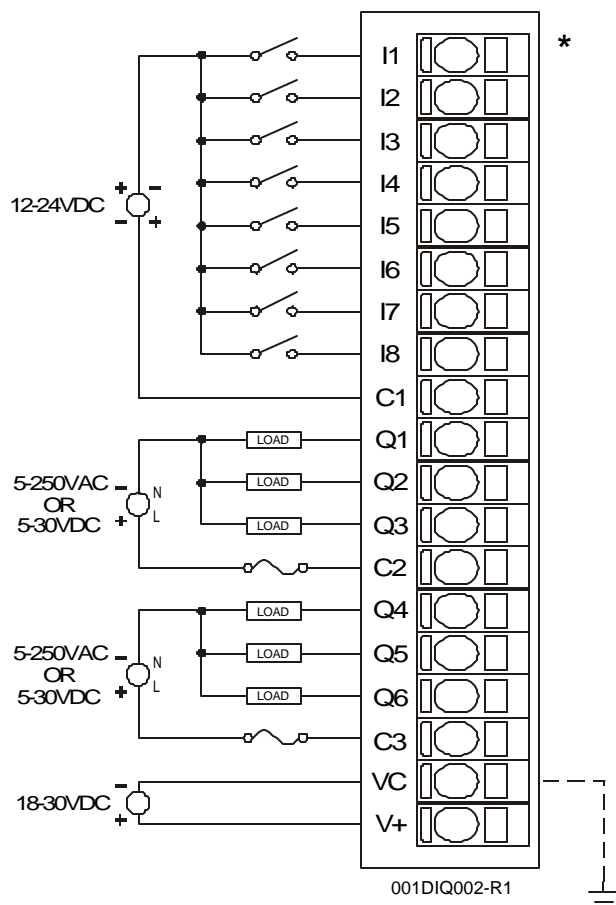 *
I1
I2
I3
I4
12-24VDC
+ -
- +
I5
I6
I7
I8
C1
Q1
LOAD
Q2
LOAD
5-250VAC
OR
5-30VDC
-
+
N
L
Q3
LOAD
C2
Q4
LOAD
Q5
LOAD
5-250VAC
OR
5-30VDC
-
+
N
L
Q6
LOAD
C3
VC
18-30VDC
-
+
V+
001DIQ002-R1